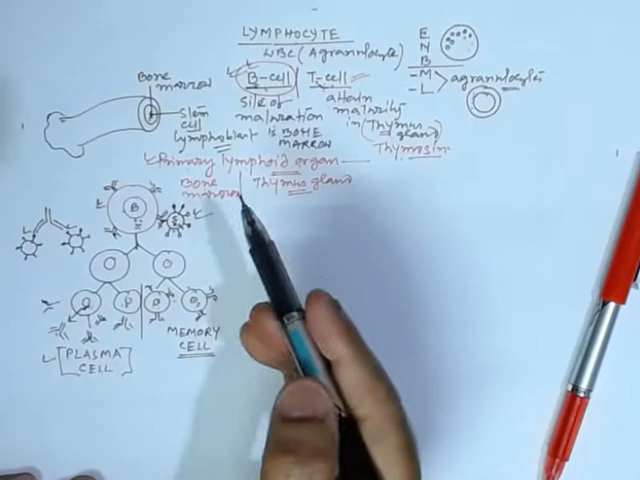 LYMPHOCYTE
WBC (Agranulocyte)
B-cell
T-cell
Site of
maturation
is BONE
MARROW
attain
maturity
in (Thymus
gland)
Thymosin
E
N
B
-M
-L
agranulocytes
Bone
marrow
Stem
cell
Lymphoblast
Primary lymphoid organ
Bone
marrow
Thymus gland
B
PLASMA
CELL
MEMORY
CELL